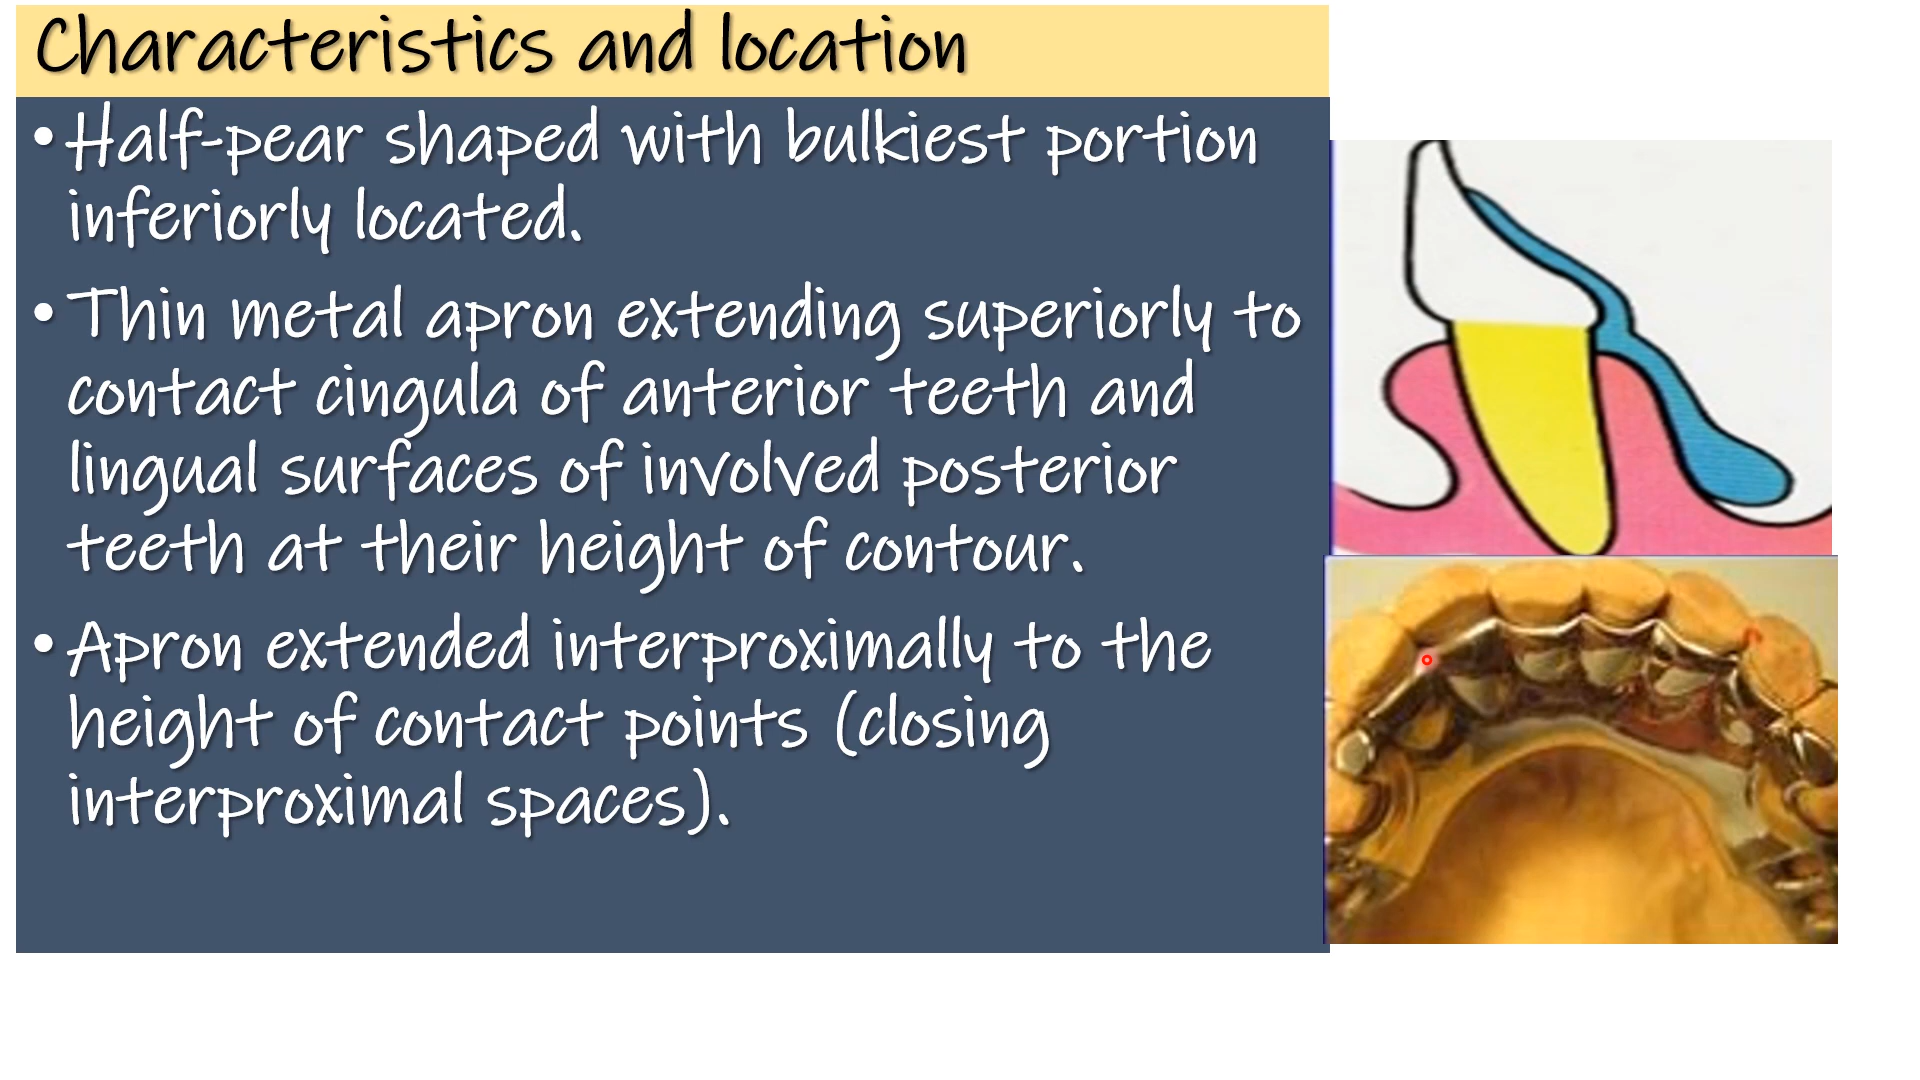 Characteristics and location
• Half-pear shaped with bulkiest portion
inferiorly located.
• Thin metal apron extending superiorly to
contact cingula of anterior teeth and
lingual surfaces of involved posterior
teeth at their height of contour.
• Apron extended interproximally to the
height of contact points (closing
interproximal spaces).